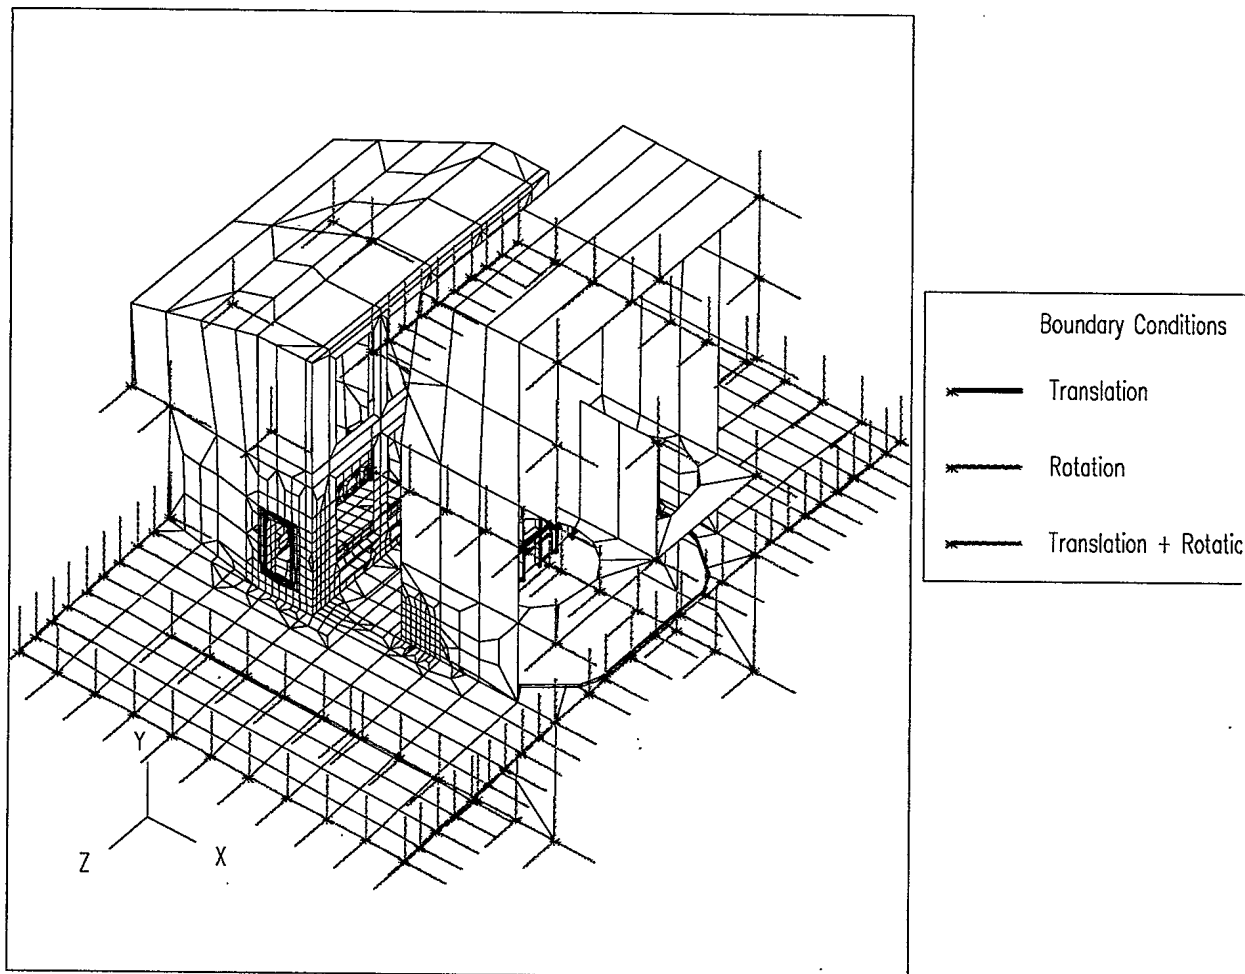 Boundary Conditions
Translation
Rotation
Translation + Rotatic
Y
Z
X